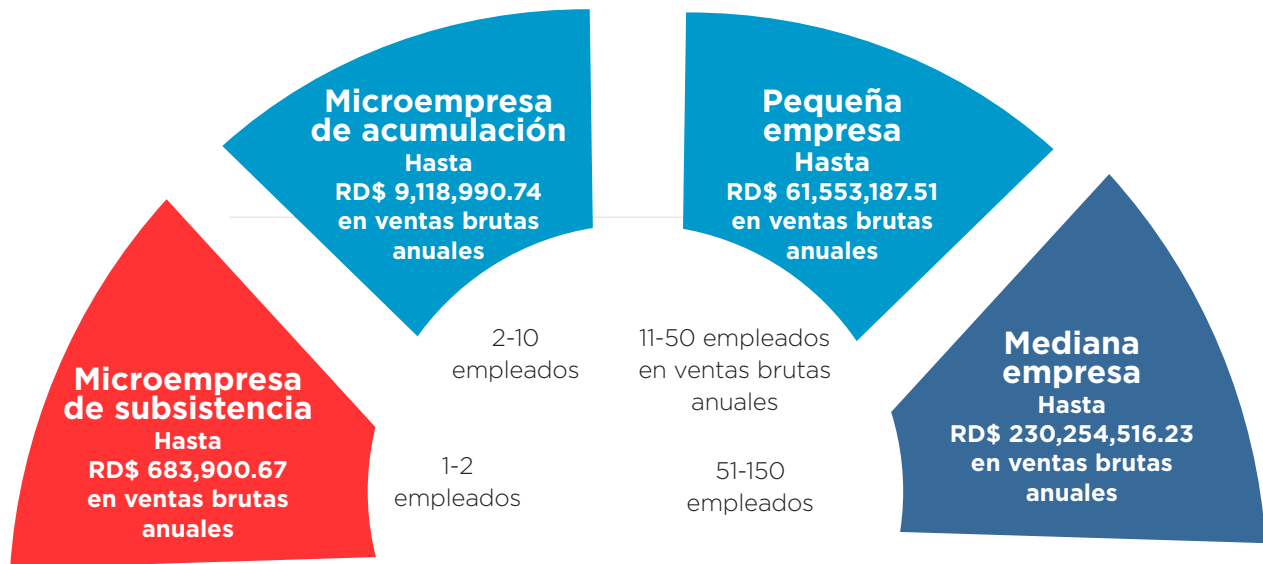 Microempresa
de subsistencia
Hasta
RD$ 683,900.67
en ventas brutas
anuales
1-2
empleados
Microempresa
de acumulación
Hasta
RD$ 9,118,990.74
en ventas brutas
anuales
2-10
empleados
Pequeña
empresa
Hasta
RD$ 61,553,187.51
en ventas brutas
anuales
11-50 empleados
en ventas brutas
anuales
Mediana
empresa
Hasta
RD$ 230,254,516.23
en ventas brutas
anuales
51-150
empleados